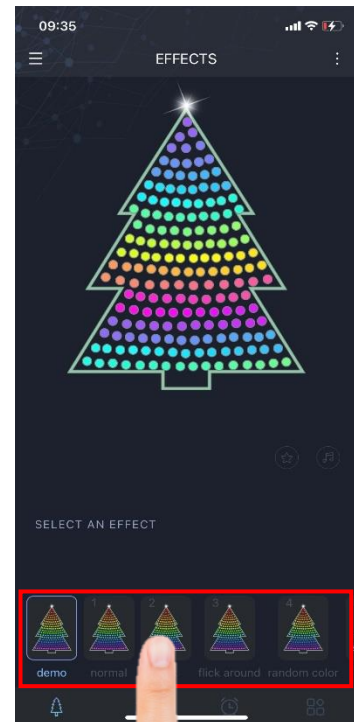 09:35
EFFECTS
SELECT AN EFFECT
1 2 3 4
demo normal flick around random color